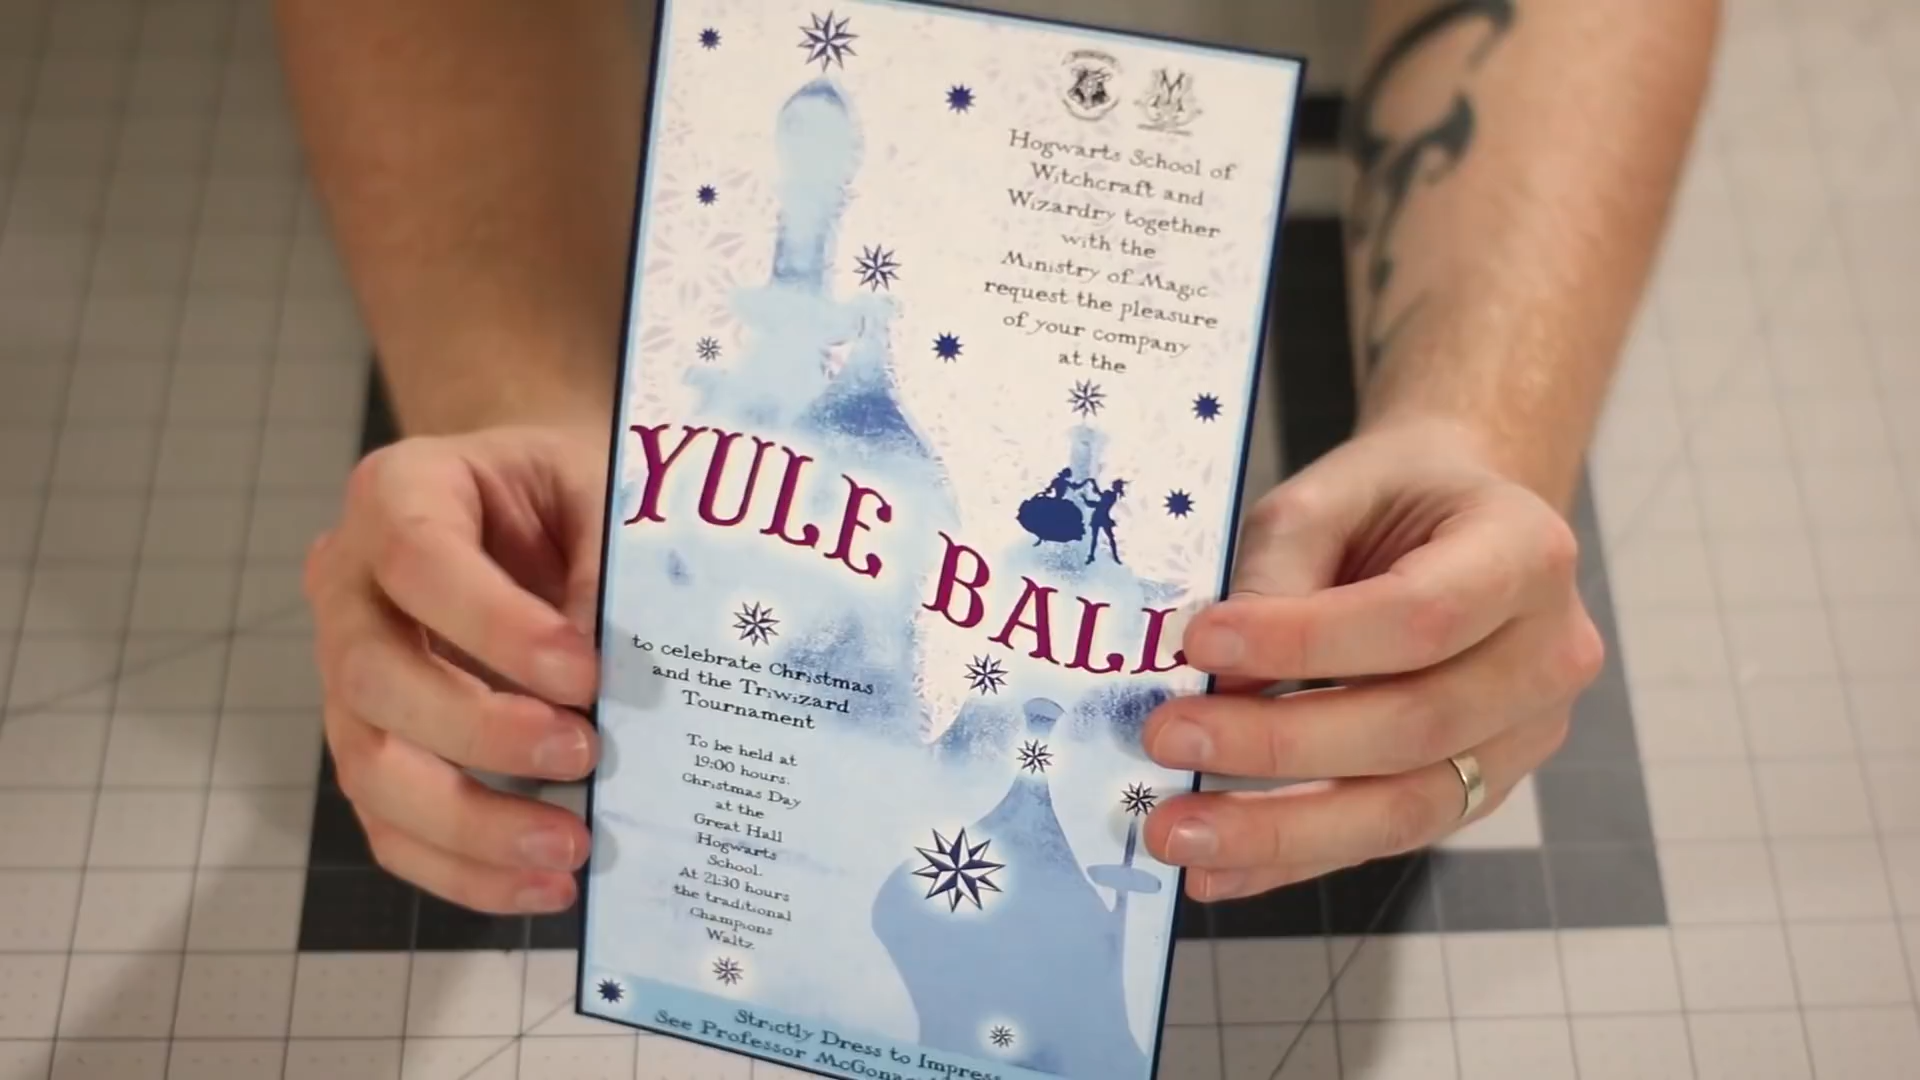 Hogwarts School of
Witchcraft and
Wizardry together
with the
Ministry of Magic
request the pleasure
of your company
at the
YULE BALL
to celebrate Christmas
and the Triwizard
Tournament
To be held at
19:00 hours.
Christmas Day
at the
Great Hall
Hogwarts
School.
At 21:30 hours
the traditional
Champions
Waltz.
Strictly Dress to Impress
See Professor